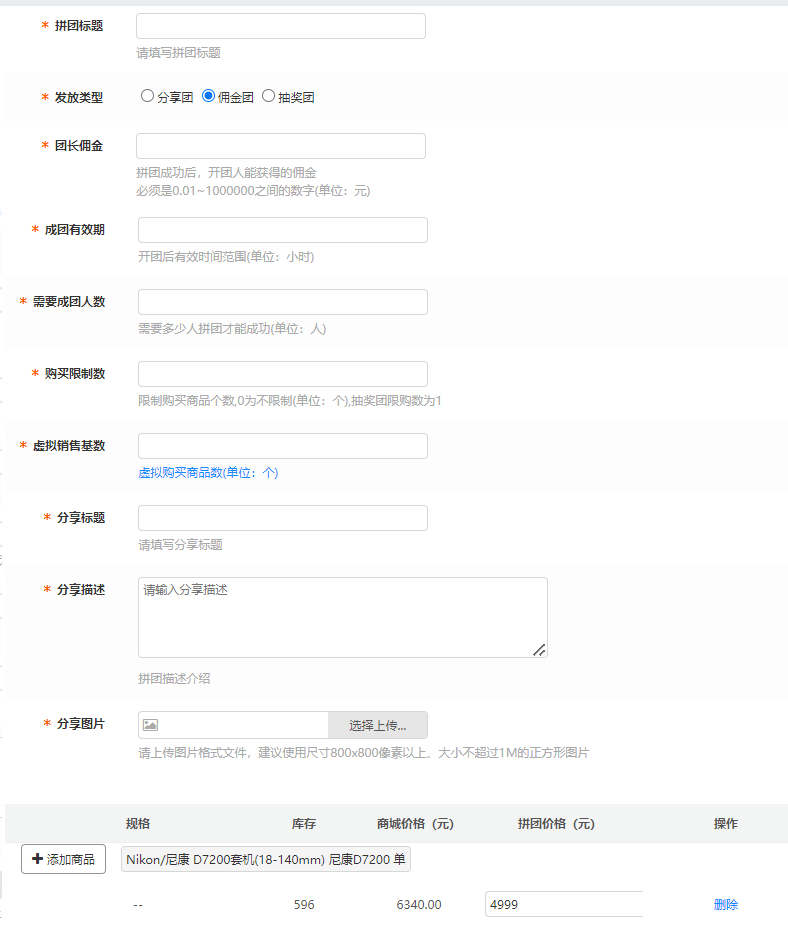 * 拼团标题
请填写拼团标题
* 发放类型 分享团 佣金团 抽奖团
* 团长佣金
拼团成功后，开团人能获得的佣金
必须是0.01~1000000之间的数字(单位：元)
* 成团有效期
开团后有效时间范围(单位：小时)
* 需要成团人数
需要多少人拼团才能成功(单位：人)
* 购买限制数
限制购买商品个数,0为不限制(单位：个),抽奖团限购数为1
* 虚拟销售基数
虚拟购买商品数(单位：个)
* 分享标题
请填写分享标题
* 分享描述 请输入分享描述
拼团描述介绍
* 分享图片 选择上传...
请上传图片格式文件，建议使用尺寸800x800像素以上、大小不超过1M的正方形图片
规格 库存 商城价格（元） 拼团价格（元） 操作
添加商品 Nikon/尼康 D7200套机(18-140mm) 尼康D7200 单
-- 596 6340.00 4999 删除